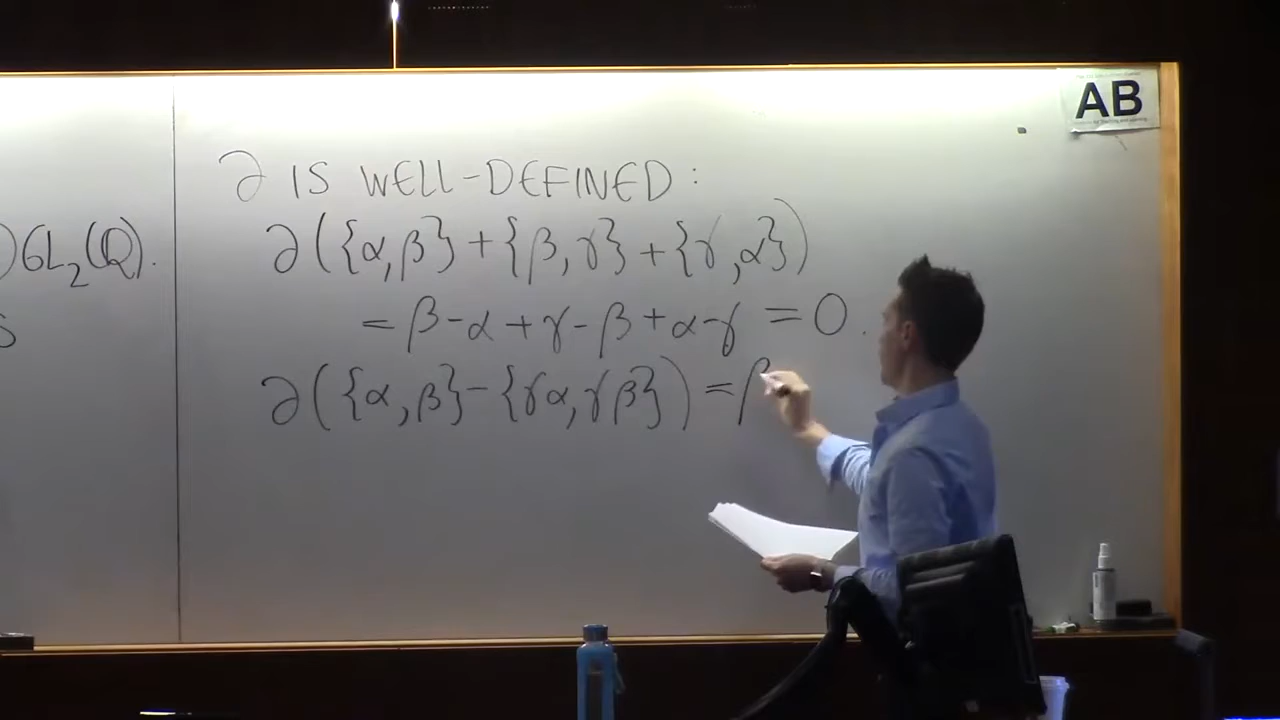 AB
)GL₂(ℚ).
S
∂ IS WELL-DEFINED:
∂({α,β}+{β,γ}+{γ,α})
=β-α+γ-β+α-γ=0.
∂({α,β}-{γα,γβ})=β